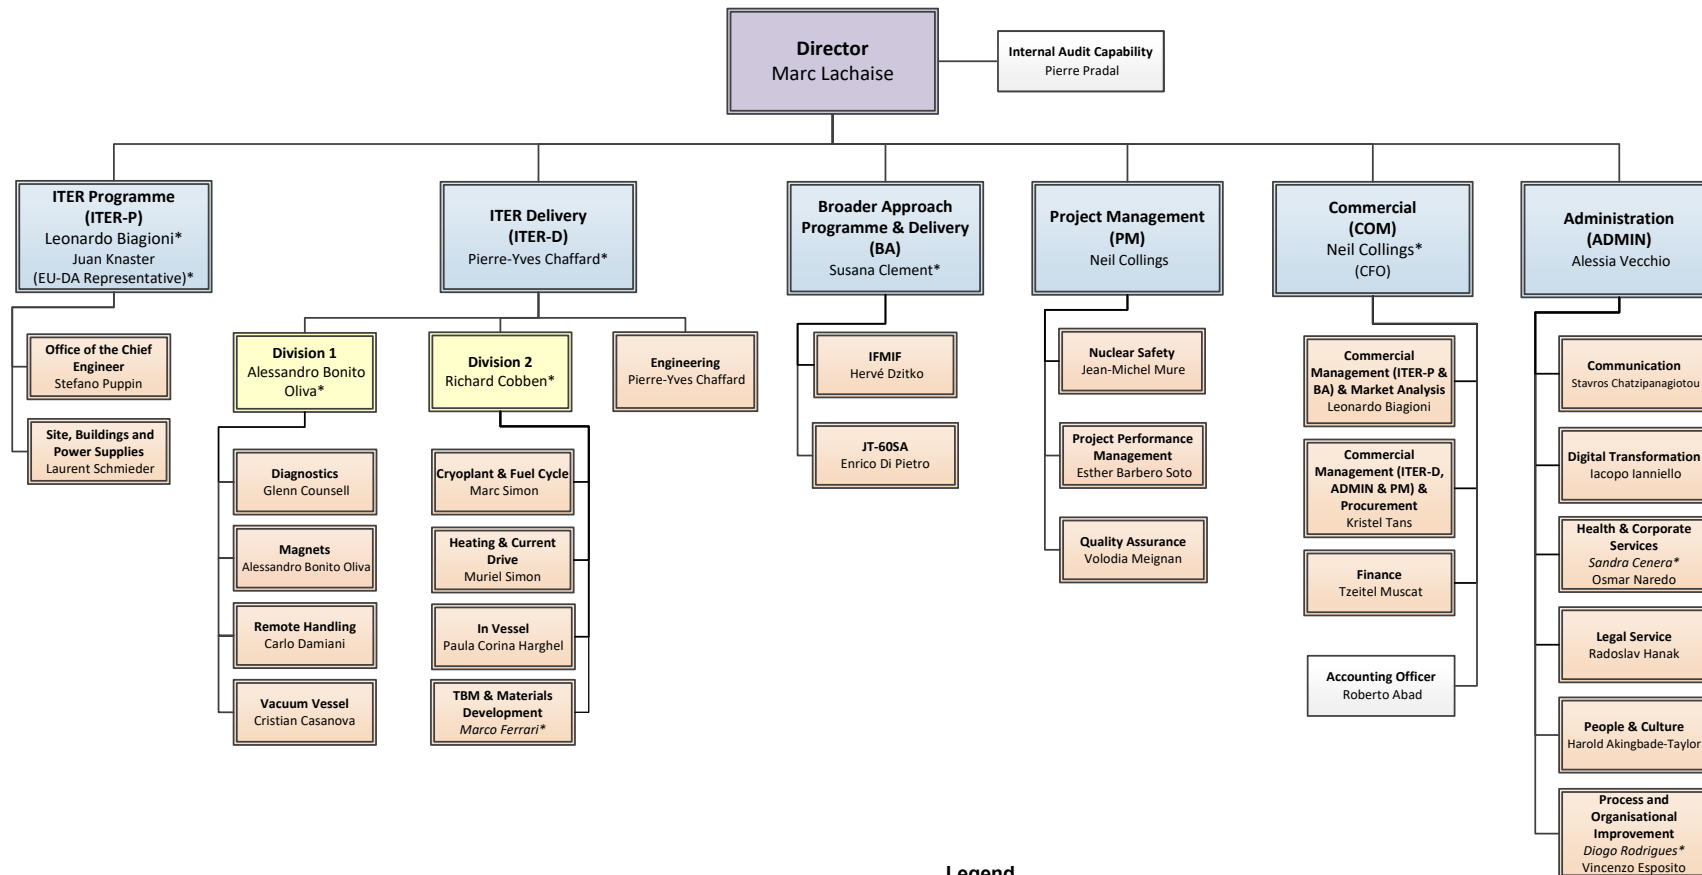 Director
Marc Lachaise
Internal Audit Capability
Pierre Pradal
ITER Programme
(ITER-P)
Leonardo Biagioni*
Juan Knaster
(EU-DA Representative)*
ITER Delivery
(ITER-D)
Pierre-Yves Chaffard*
Broader Approach
Programme & Delivery
(BA)
Susana Clement*
Project Management
(PM)
Neil Collings
Commercial
(COM)
Neil Collings*
(CFO)
Administration
(ADMIN)
Alessia Vecchio
Office of the Chief
Engineer
Stefano Puppin
Site, Buildings and
Power Supplies
Laurent Schmieder
Division 1
Alessandro Bonito
Oliva*
Diagnostics
Glenn Counsell
Magnets
Alessandro Bonito Oliva
Remote Handling
Carlo Damiani
Vacuum Vessel
Cristian Casanova
Division 2
Richard Cobben*
Cryoplant & Fuel Cycle
Marc Simon
Heating & Current
Drive
Muriel Simon
In Vessel
Paula Corina Harghel
TBM & Materials
Development
Marco Ferrari*
Engineering
Pierre-Yves Chaffard
IFMIF
Hervé Dzitko
JT-60SA
Enrico Di Pietro
Nuclear Safety
Jean-Michel Mure
Project Performance
Management
Esther Barbero Soto
Quality Assurance
Volodia Meignan
Commercial
Management (ITER-P &
BA) & Market Analysis
Leonardo Biagioni
Commercial
Management (ITER-D,
ADMIN & PM) &
Procurement
Kristel Tans
Finance
Tzeitel Muscat
Accounting Officer
Roberto Abad
Communication
Stavros Chatzipanagiotou
Digital Transformation
Iacopo Ianniello
Health & Corporate
Services
Sandra Cenera*
Osmar Naredo
Legal Service
Radoslav Hanak
People & Culture
Harold Akingbade-Taylor
Process and
Organisational
Improvement
Diogo Rodrigues*
Vincenzo Esposito
Legend